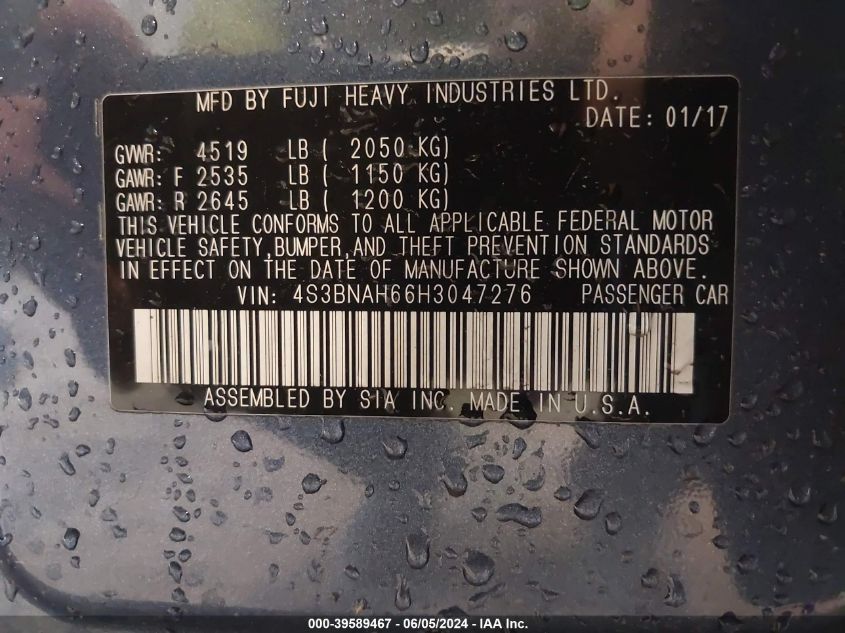 MFD BY FUJI HEAVY INDUSTRIES LTD.
DATE: 01/17
GVWR: 4519 LB ( 2050 KG)
GAWR: F 2535 LB ( 1150 KG)
GAWR: R 2645 LB ( 1200 KG)
THIS VEHICLE CONFORMS TO ALL APPLICABLE FEDERAL MOTOR
VEHICLE SAFETY,BUMPER,AND THEFT PREVENTION STANDARDS
IN EFFECT ON THE DATE OF MANUFACTURE SHOWN ABOVE.
VIN: 4S3BNAH66H3047276 PASSENGER CAR
ASSEMBLED BY SIA INC. MADE IN U.S.A.
000-39589467 - 06/05/2024 - IAA Inc.